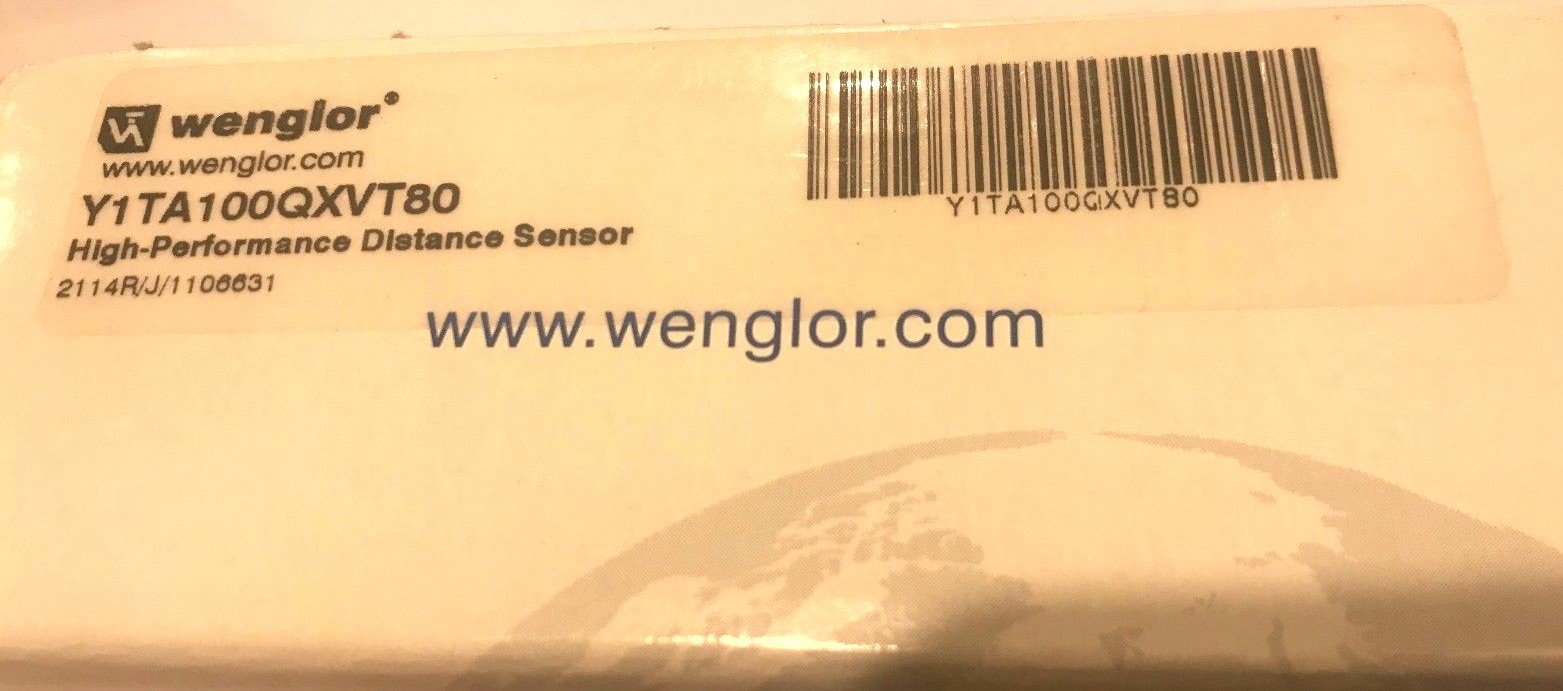 wenglor®
www.wenglor.com
Y1TA100QXVT80
High-Performance Distance Sensor
2114R/J/1106631
Y1TA100QXVT80
www.wenglor.com